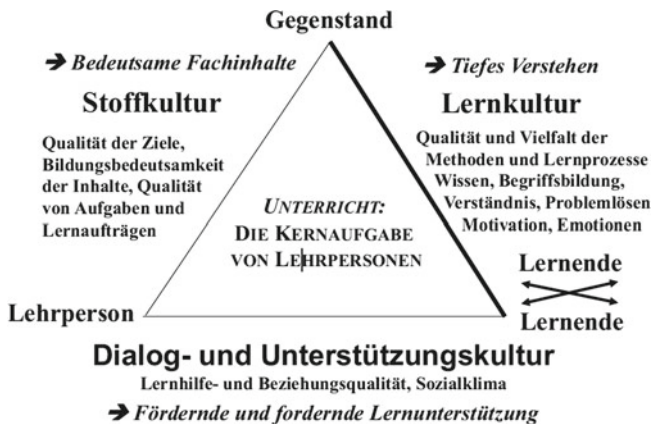 Gegenstand
➔ Bedeutsame Fachinhalte
Stoffkultur
Qualität der Ziele,
Bildungsbedeutsamkeit
der Inhalte, Qualität
von Aufgaben und
Lernaufträgen
➔ Tiefes Verstehen
Lernkultur
Qualität und Vielfalt der
Methoden und Lernprozesse
Wissen, Begriffsbildung,
Verständnis, Problemlösen
Motivation, Emotionen
UNTERRICHT:
DIE KERNAUFGABE
VON LEHRPERSONEN
Lehrperson
Lernende
Lernende
Dialog- und Unterstützungskultur
Lernhilfe- und Beziehungsqualität, Sozialklima
➔ Fördernde und fordernde Lernunterstützung